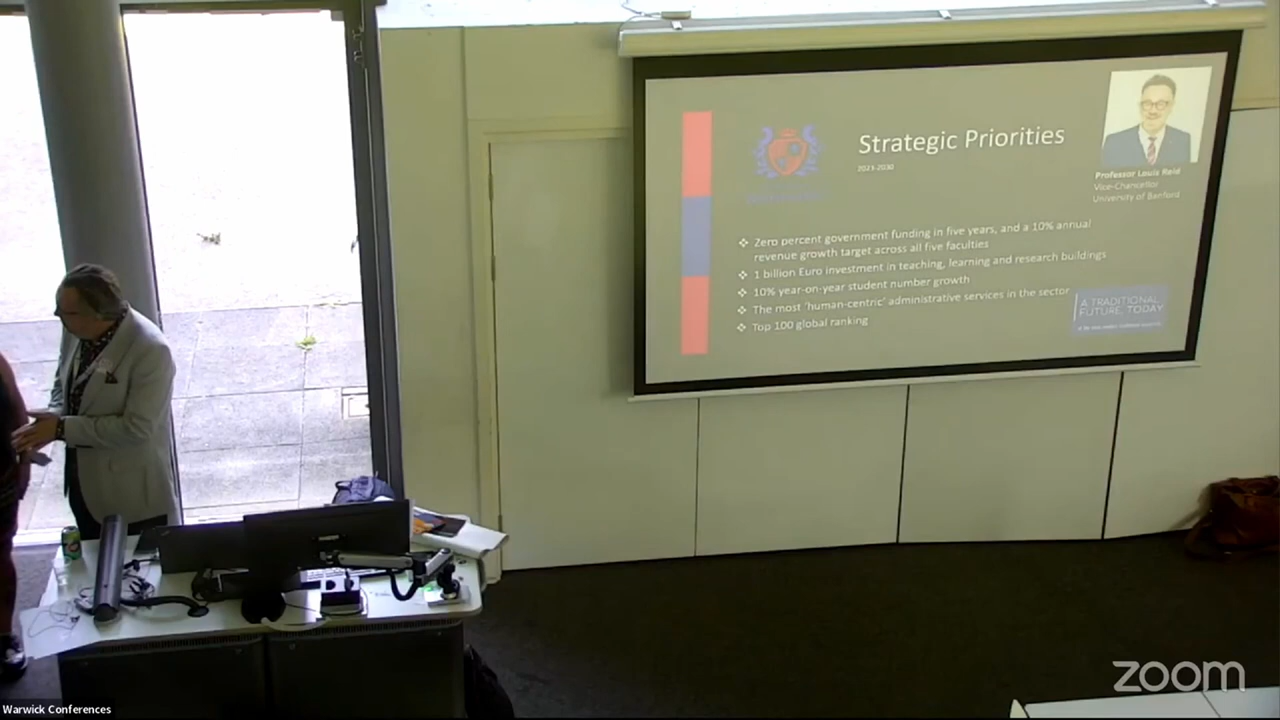 Strategic Priorities
2021-2030
Professor Louis Reid
Vice-Chancellor
University of Banford
❖ Zero percent government funding in five years, and a 10% annual
revenue growth target across all five faculties
❖ 1 billion Euro investment in teaching, learning and research buildings
❖ 10% year-on-year student number growth
❖ The most 'human-centric' administrative services in the sector
❖ Top 100 global ranking
A TRADITIONAL
FUTURE, TODAY
zoom
Warwick Conferences